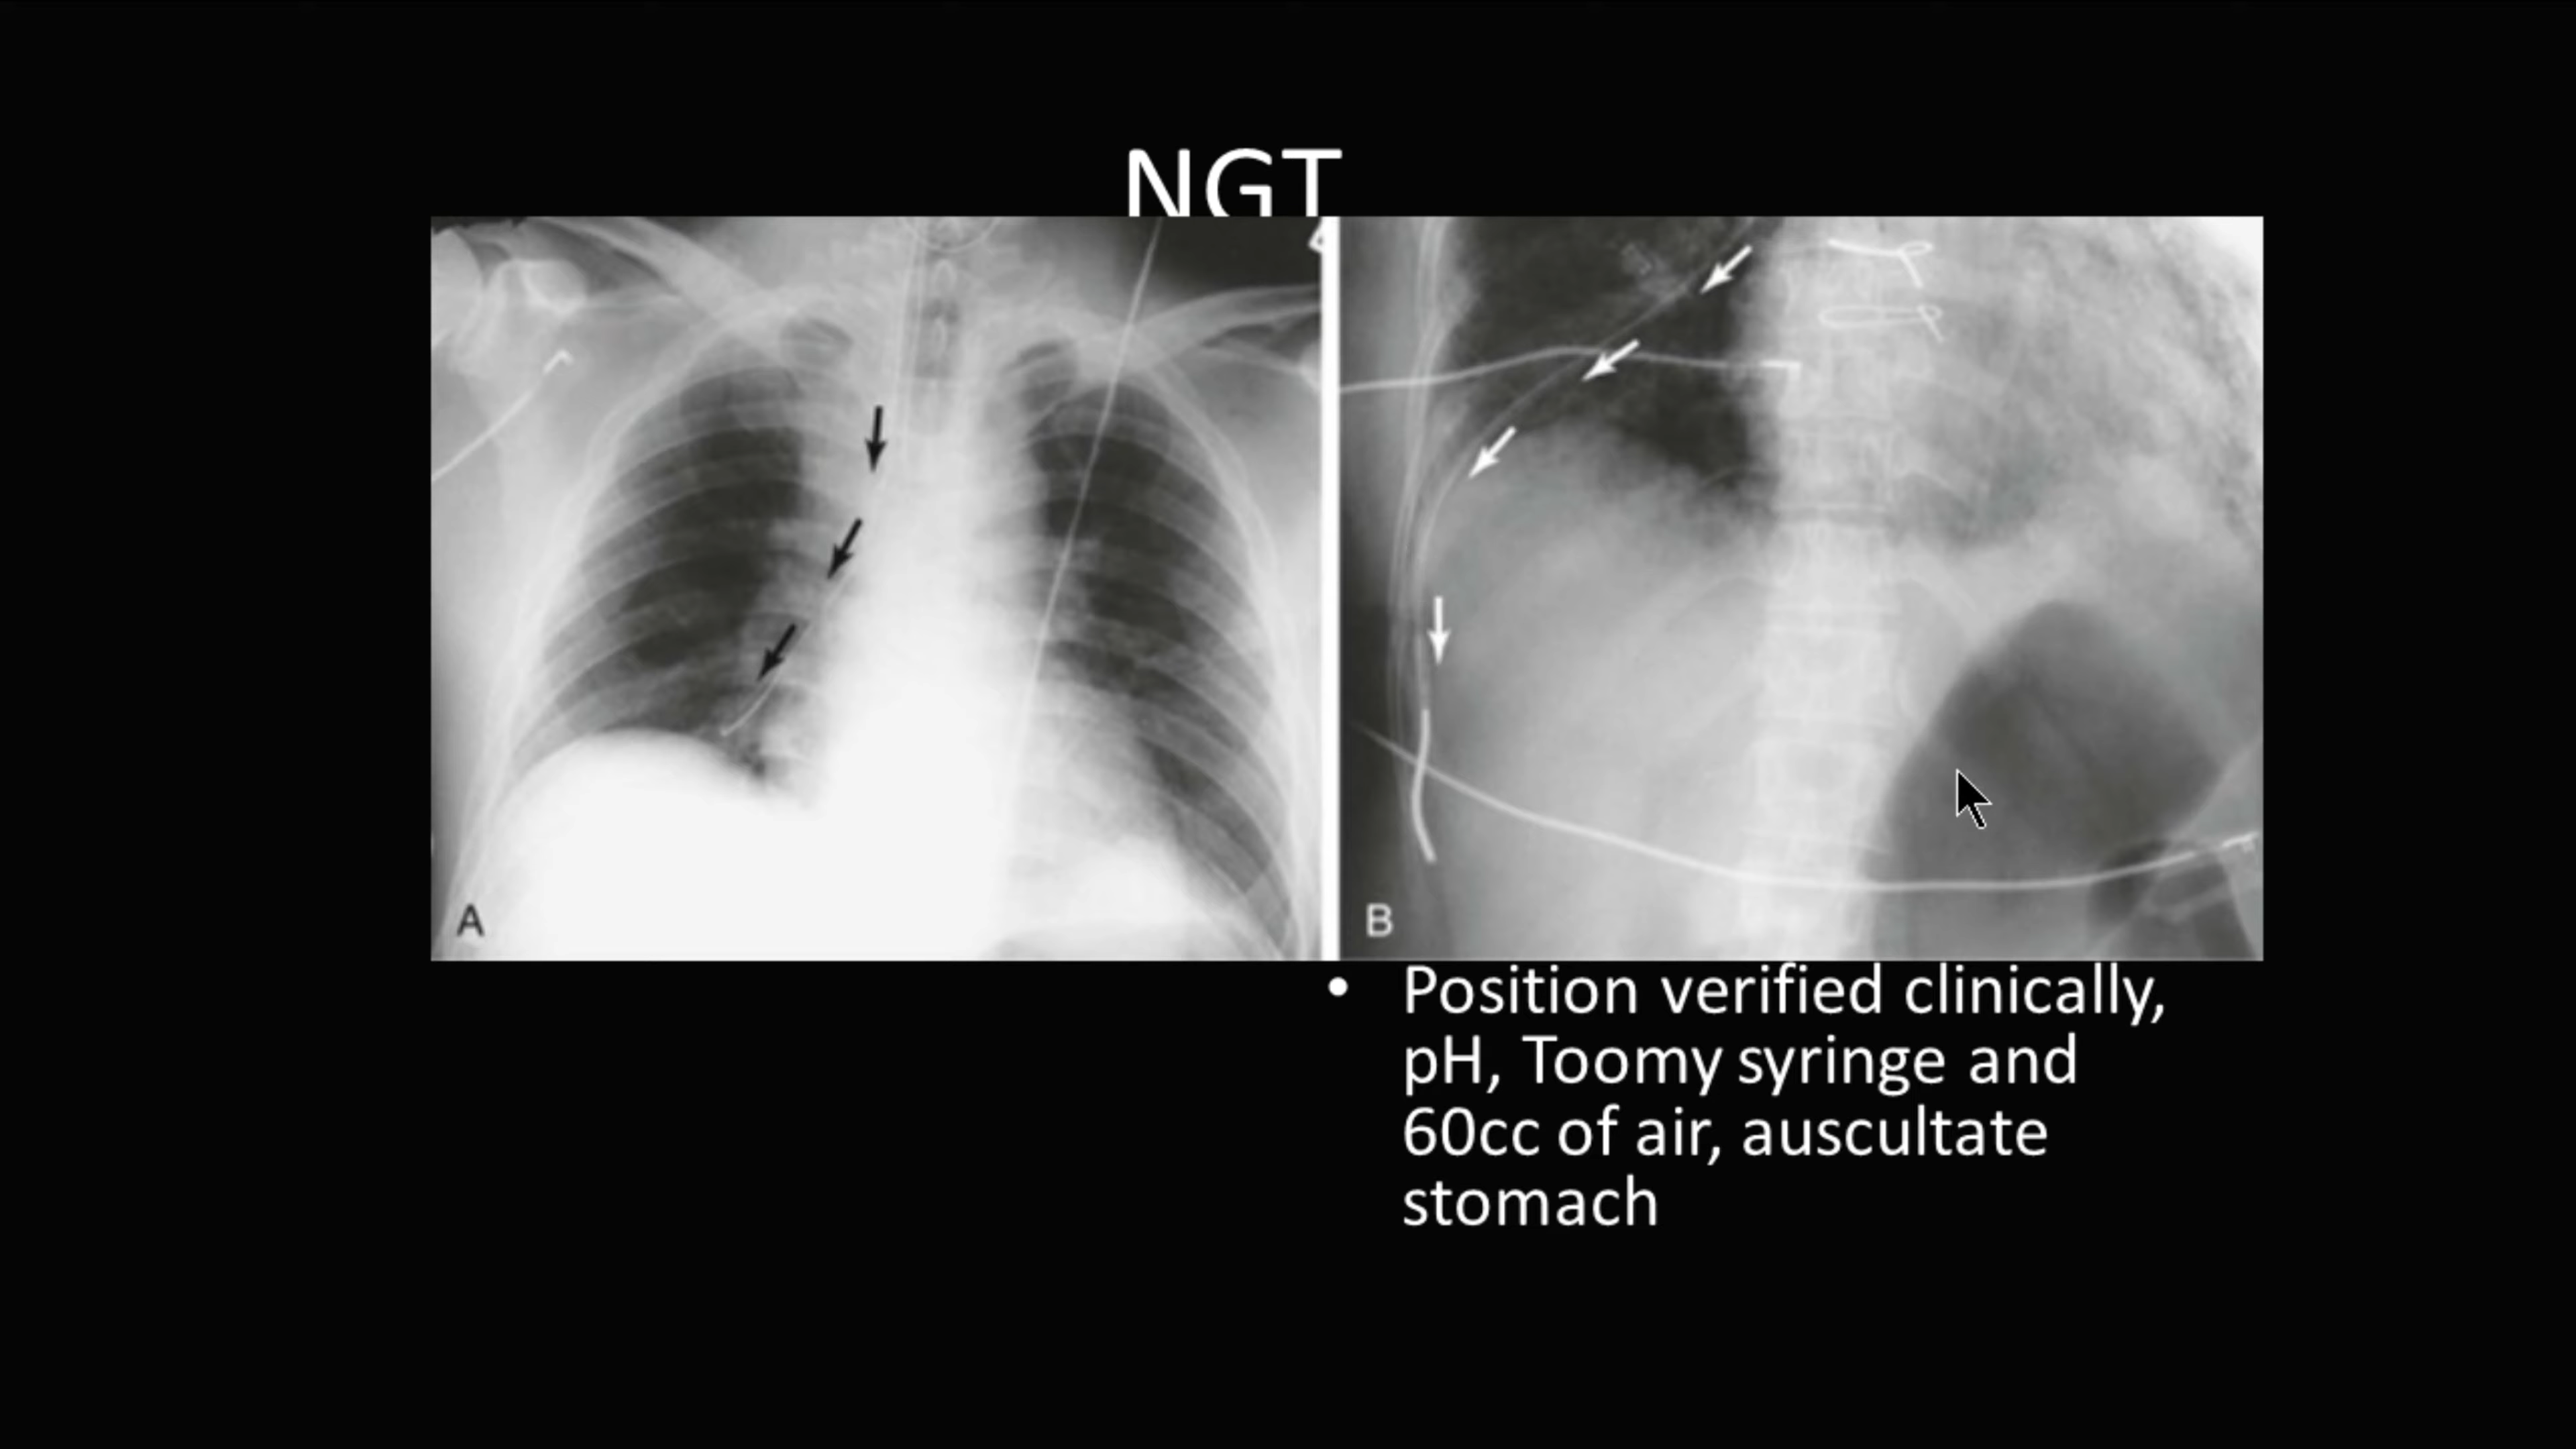 NGT
A
B
• Position verified clinically,
pH, Toomy syringe and
60cc of air, auscultate
stomach